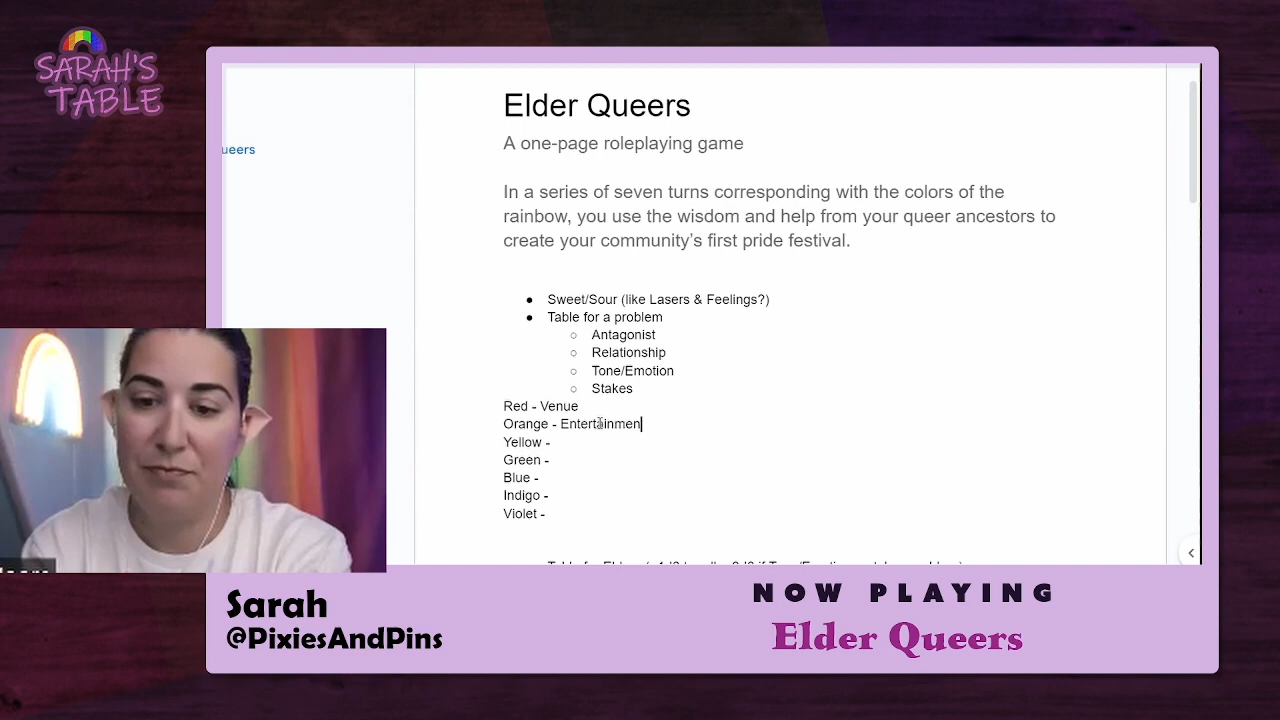 SARAH'S
TABLE
ueers
Elder Queers
A one-page roleplaying game
In a series of seven turns corresponding with the colors of the
rainbow, you use the wisdom and help from your queer ancestors to
create your community's first pride festival.
● Sweet/Sour (like Lasers & Feelings?)
● Table for a problem
○ Antagonist
○ Relationship
○ Tone/Emotion
○ Stakes
Red - Venue
Orange - Entertainmen
Yellow -
Green -
Blue -
Indigo -
Violet -
Sarah
@PixiesAndPins
NOW PLAYING
Elder Queers